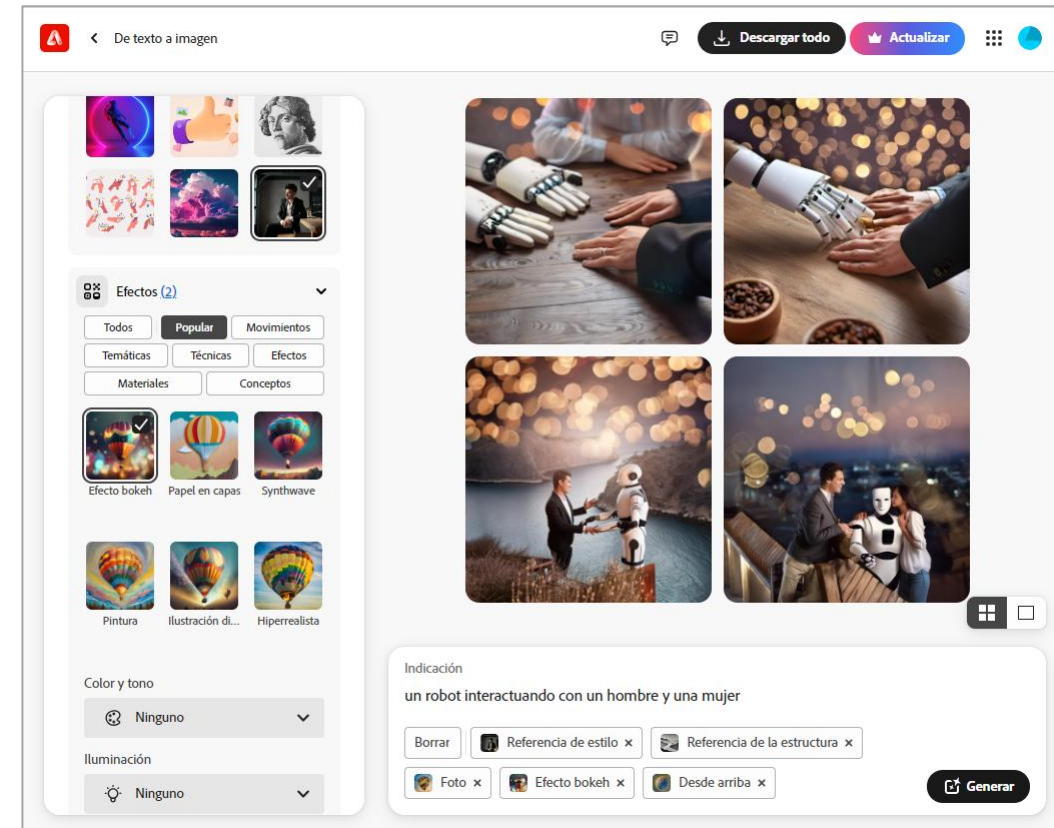 De texto a imagen
Descargar todo
Actualizar
Efectos (2)
Todos
Popular
Movimientos
Temáticas
Técnicas
Efectos
Materiales
Conceptos
Efecto bokeh
Papel en capas
Synthwave
Pintura
Ilustración di...
Hiperrealista
Color y tono
Ninguno
Iluminación
Ninguno
Indicación
un robot interactuando con un hombre y una mujer
Borrar
Referencia de estilo ×
Referencia de la estructura ×
Foto ×
Efecto bokeh ×
Desde arriba ×
Generar